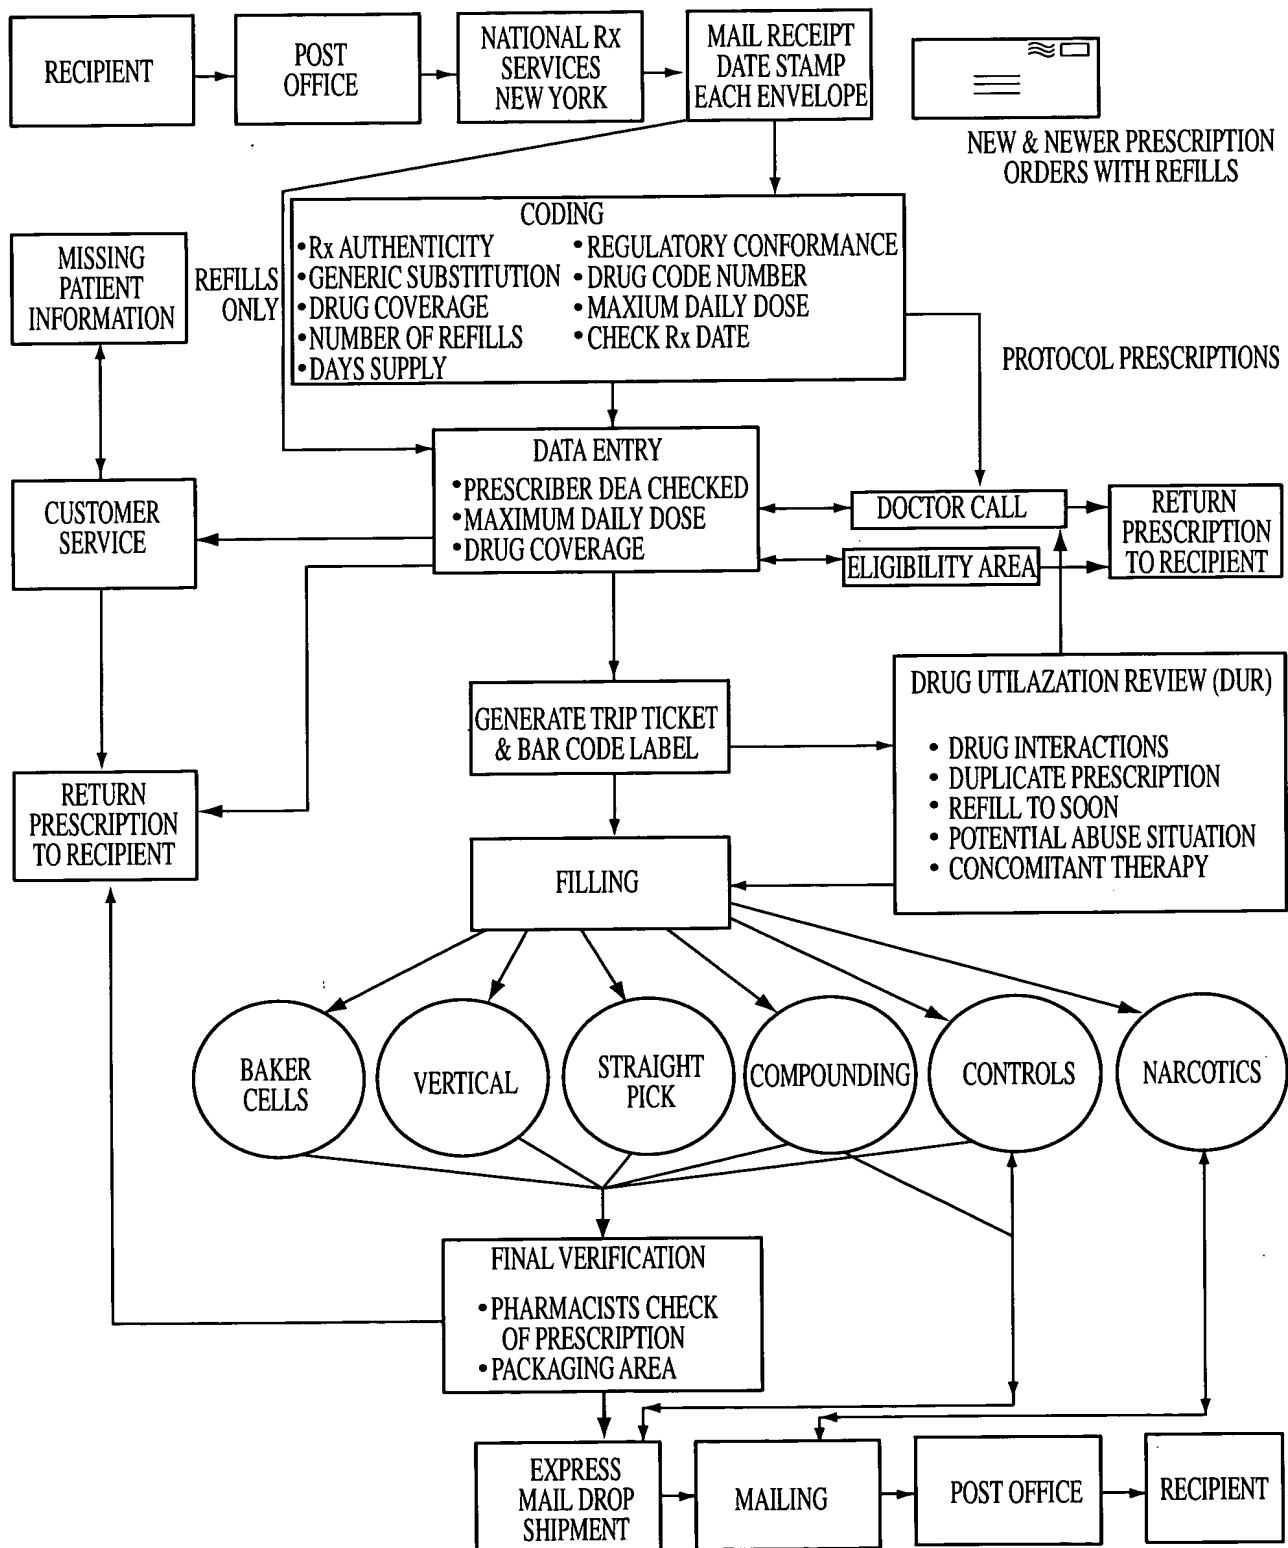 RECIPIENT
POST
OFFICE
NATIONAL Rx
SERVICES
NEW YORK
MAIL RECEIPT
DATE STAMP
EACH ENVELOPE
NEW & NEWER PRESCRIPTION
ORDERS WITH REFILLS
CODING
• Rx AUTHENTICITY
• GENERIC SUBSTITUTION
• DRUG COVERAGE
• NUMBER OF REFILLS
• DAYS SUPPLY
• REGULATORY CONFORMANCE
• DRUG CODE NUMBER
• MAXIUM DAILY DOSE
• CHECK Rx DATE
MISSING
PATIENT
INFORMATION
REFILLS
ONLY
PROTOCOL PRESCRIPTIONS
DATA ENTRY
• PRESCRIBER DEA CHECKED
• MAXIMUM DAILY DOSE
• DRUG COVERAGE
CUSTOMER
SERVICE
DOCTOR CALL
ELIGIBILITY AREA
RETURN
PRESCRIPTION
TO RECIPIENT
GENERATE TRIP TICKET
& BAR CODE LABEL
DRUG UTILAZATION REVIEW (DUR)
• DRUG INTERACTIONS
• DUPLICATE PRESCRIPTION
• REFILL TO SOON
• POTENTIAL ABUSE SITUATION
• CONCOMITANT THERAPY
RETURN
PRESCRIPTION
TO RECIPIENT
FILLING
BAKER
CELLS
VERTICAL
STRAIGHT
PICK
COMPOUNDING
CONTROLS
NARCOTICS
FINAL VERIFICATION
• PHARMACISTS CHECK
OF PRESCRIPTION
• PACKAGING AREA
EXPRESS
MAIL DROP
SHIPMENT
MAILING
POST OFFICE
RECIPIENT